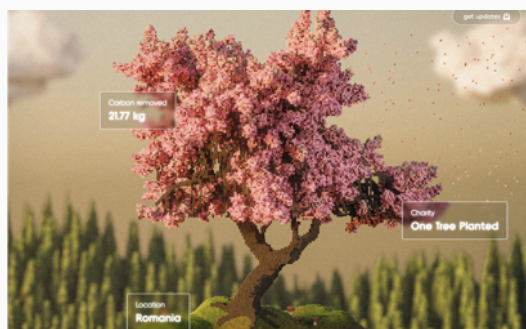 get updates
Carbon removed
21.77 kg
Charity
One Tree Planted
Location
Romania